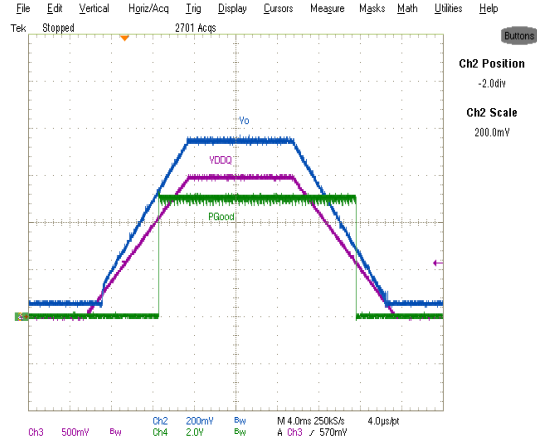 File Edit Vertical Horiz/Acq Trig Display Cursors Measure Masks Math Utilities Help
Tek Stopped 2701 Acqs
Buttons
Ch2 Position
-2.0div
Ch2 Scale
200.0mV
Vo
VDDQ
PGood
Ch2 200mV Bw M 4.0ms 250kS/s 4.0µs/pt
Ch3 500mV Bw Ch4 2.0V Bw A Ch3 / 570mV